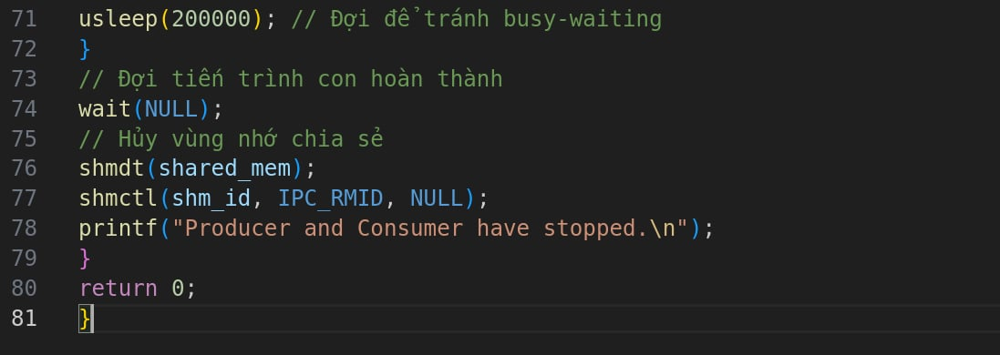 71 usleep(200000); // Đợi để tránh busy-waiting
72 }
73 // Đợi tiến trình con hoàn thành
74 wait(NULL);
75 // Hủy vùng nhớ chia sẻ
76 shmdt(shared_mem);
77 shmctl(shm_id, IPC_RMID, NULL);
78 printf("Producer and Consumer have stopped.\n");
79 }
80 return 0;
81 }